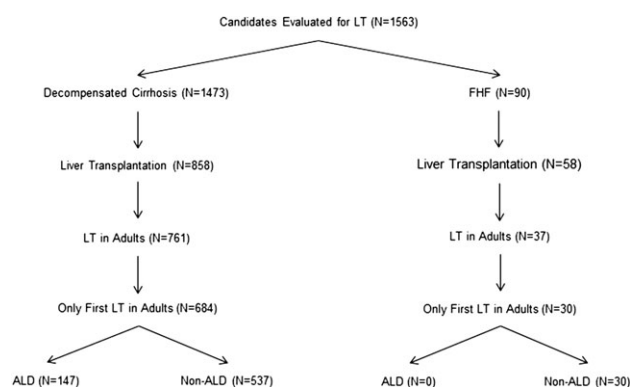 Candidates Evaluated for LT (N=1563)
Decompensated Cirrhosis (N=1473)
FHF (N=90)
Liver Transplantation (N=858)
Liver Transplantation (N=58)
LT in Adults (N=761)
LT in Adults (N=37)
Only First LT in Adults (N=684)
Only First LT in Adults (N=30)
ALD (N=147)
Non-ALD (N=537)
ALD (N=0)
Non-ALD (N=30)